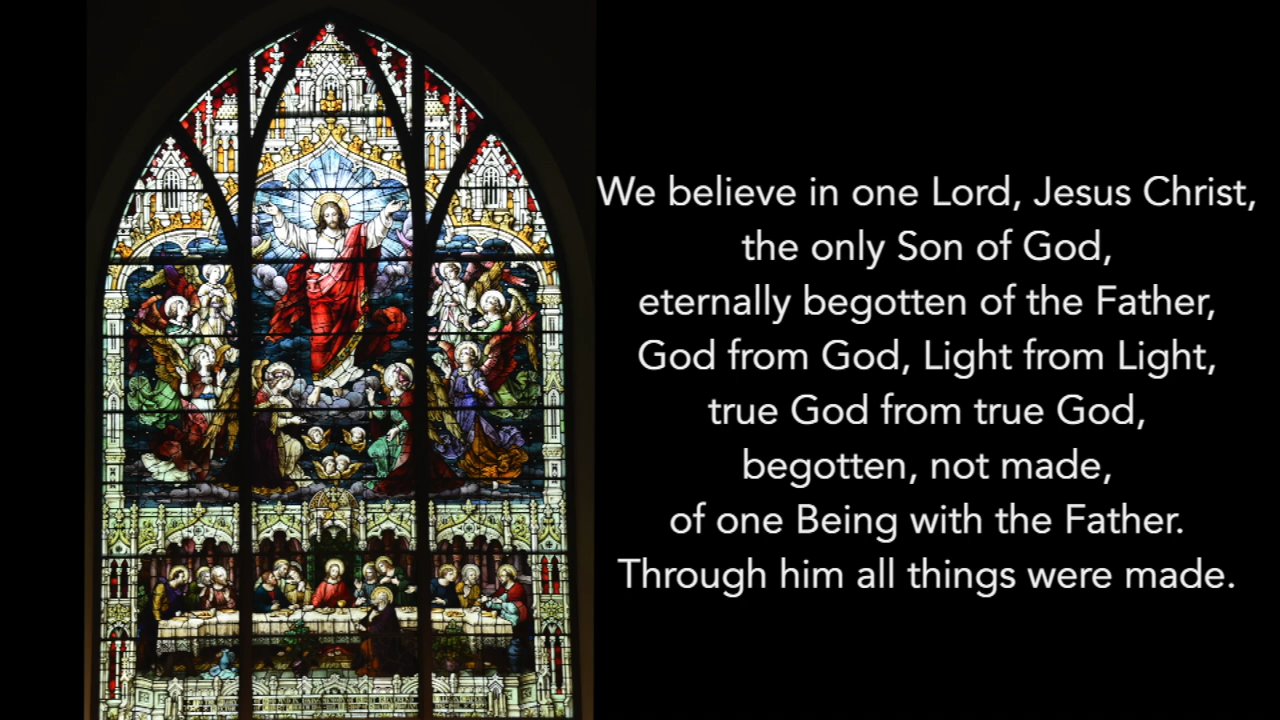 We believe in one Lord, Jesus Christ,
the only Son of God,
eternally begotten of the Father,
God from God, Light from Light,
true God from true God,
begotten, not made,
of one Being with the Father.
Through him all things were made.